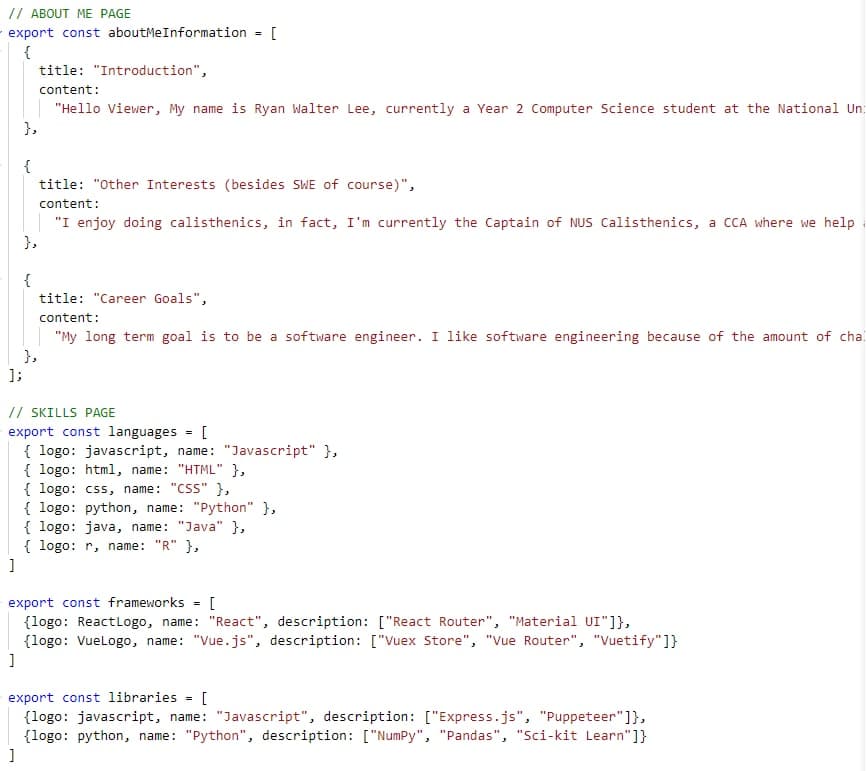 // ABOUT ME PAGE
export const aboutMeInformation = [
  {
    title: "Introduction",
    content:
      "Hello Viewer, My name is Ryan Walter Lee, currently a Year 2 Computer Science student at the National
  },

  {
    title: "Other Interests (besides SWE of course)",
    content:
      "I enjoy doing calisthenics, in fact, I'm currently the Captain of NUS Calisthenics, a CCA where we help
  },

  {
    title: "Career Goals",
    content:
      "My long term goal is to be a software engineer. I like software engineering because of the amount of
  },
];

// SKILLS PAGE
export const languages = [
  { logo: javascript, name: "Javascript" },
  { logo: html, name: "HTML" },
  { logo: css, name: "CSS" },
  { logo: python, name: "Python" },
  { logo: java, name: "Java" },
  { logo: r, name: "R" },
]

export const frameworks = [
  {logo: ReactLogo, name: "React", description: ["React Router", "Material UI"]},
  {logo: VueLogo, name: "Vue.js", description: ["Vuex Store", "Vue Router", "Vuetify"]}
]

export const libraries = [
  {logo: javascript, name: "Javascript", description: ["Express.js", "Puppeteer"]},
  {logo: python, name: "Python", description: ["NumPy", "Pandas", "Sci-kit Learn"]}
]